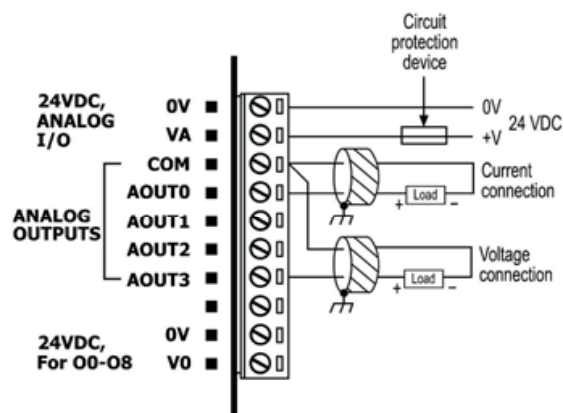 Circuit
protection
device
24VDC,
ANALOG
I/O
0V
VA
0V
+V
24 VDC
COM
AOUT0
AOUT1
AOUT2
AOUT3
ANALOG
OUTPUTS
+ Load −
Current
connection
+ Load −
Voltage
connection
24VDC,
For O0-O8
0V
V0